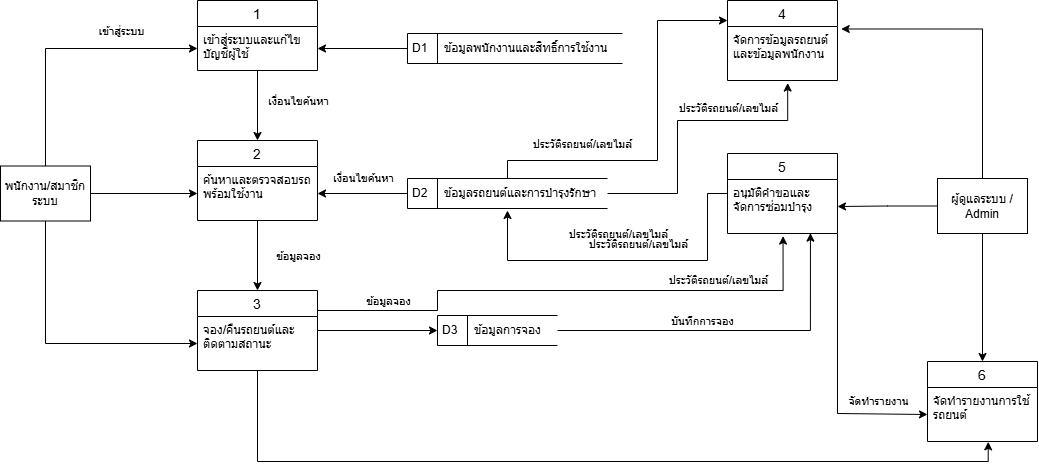 1
เข้าสู่ระบบและแก้ไข
บัญชีผู้ใช้
เข้าสู่ระบบ
D1
ข้อมูลพนักงานและสิทธิ์การใช้งาน
4
จัดการข้อมูลรถยนต์
และข้อมูลพนักงาน
เงื่อนไขค้นหา
ประวัติรถยนต์/เลขไมล์
ประวัติรถยนต์/เลขไมล์
2
ค้นหาและตรวจสอบรถ
พร้อมใช้งาน
พนักงาน/สมาชิก
ระบบ
เงื่อนไขค้นหา
D2
ข้อมูลรถยนต์และการบำรุงรักษา
5
อนุมัติคำขอและ
จัดการซ่อมบำรุง
ผู้ดูแลระบบ /
Admin
ประวัติรถยนต์/เลขไมล์
ประวัติรถยนต์/เลขไมล์
ข้อมูลจอง
ประวัติรถยนต์/เลขไมล์
3
จอง/คืนรถยนต์และ
ติดตามสถานะ
ข้อมูลจอง
D3
ข้อมูลการจอง
บันทึกการจอง
6
จัดทำรายงานการใช้
รถยนต์
จัดทำรายงาน